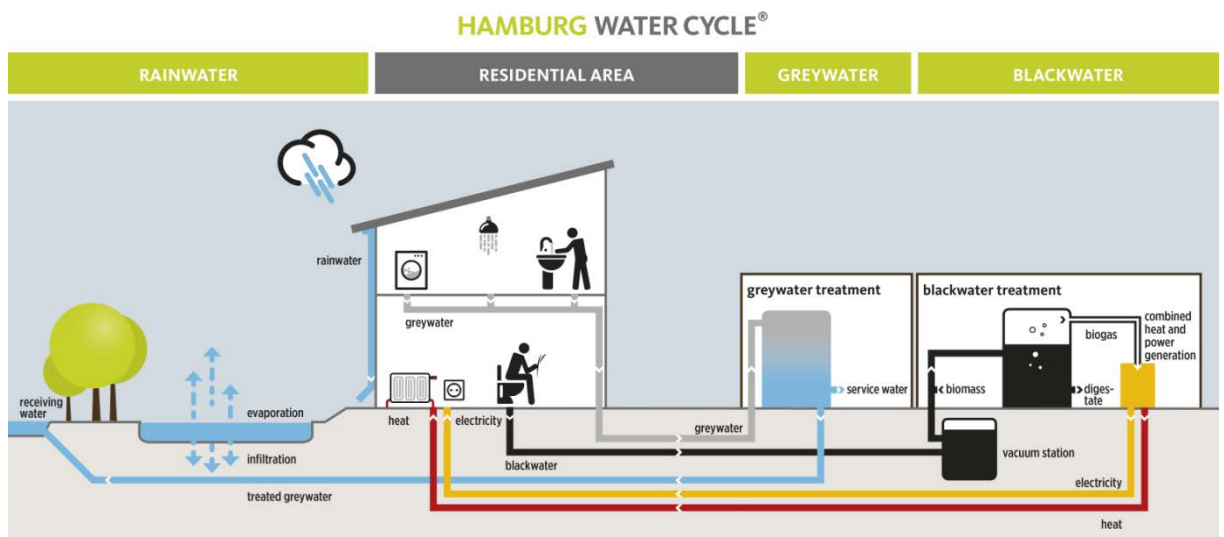 HAMBURG WATER CYCLE®
RAINWATER
RESIDENTIAL AREA
GREYWATER
BLACKWATER
rainwater
greywater
greywater treatment
blackwater treatment
biogas
combined
heat and
power
generation
service water
biomass
diges-
tate
receiving
water
evaporation
heat
electricity
greywater
infiltration
blackwater
vacuum station
treated greywater
electricity
heat